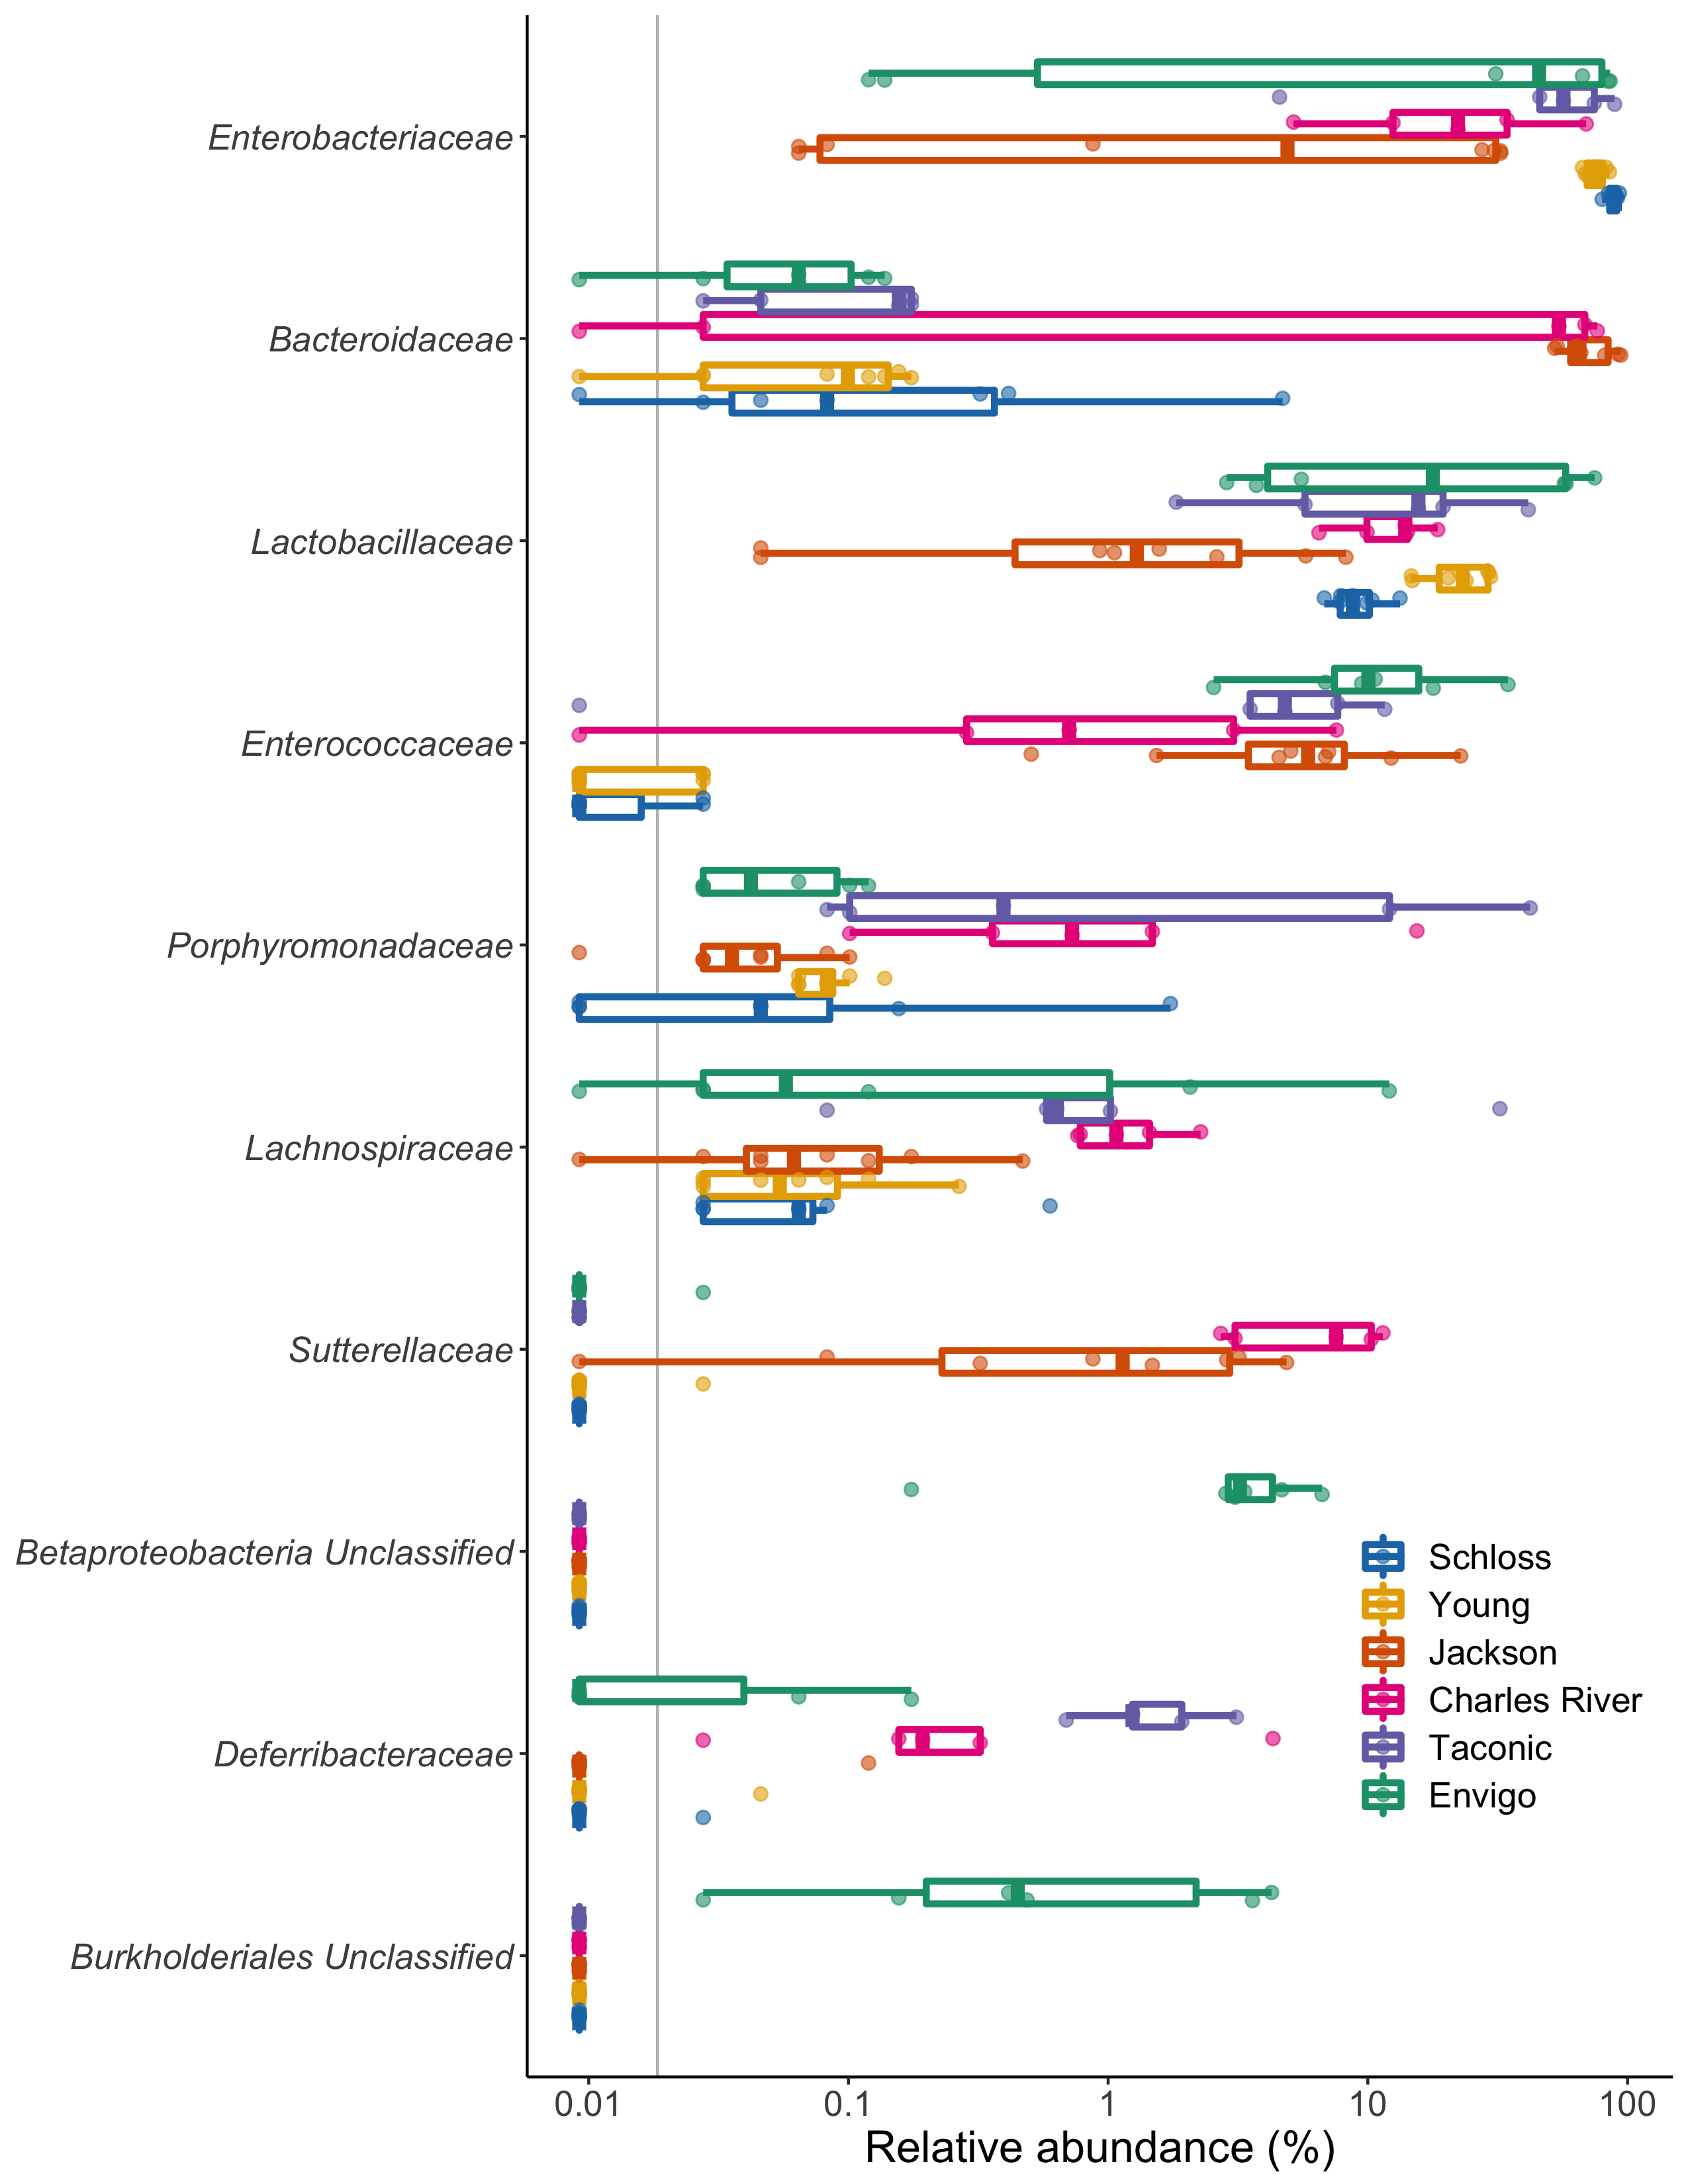 Enterobacteriaceae
Bacteroidaceae
Lactobacillaceae
Enterococcaceae
Porphyromonadaceae
Lachnospiraceae
Sutterellaceae
Betaproteobacteria Unclassified
Deferribacteraceae
Burkholderiales Unclassified
Schloss
Young
Jackson
Charles River
Taconic
Envigo
0.01 0.1 1 10 100
Relative abundance (%)